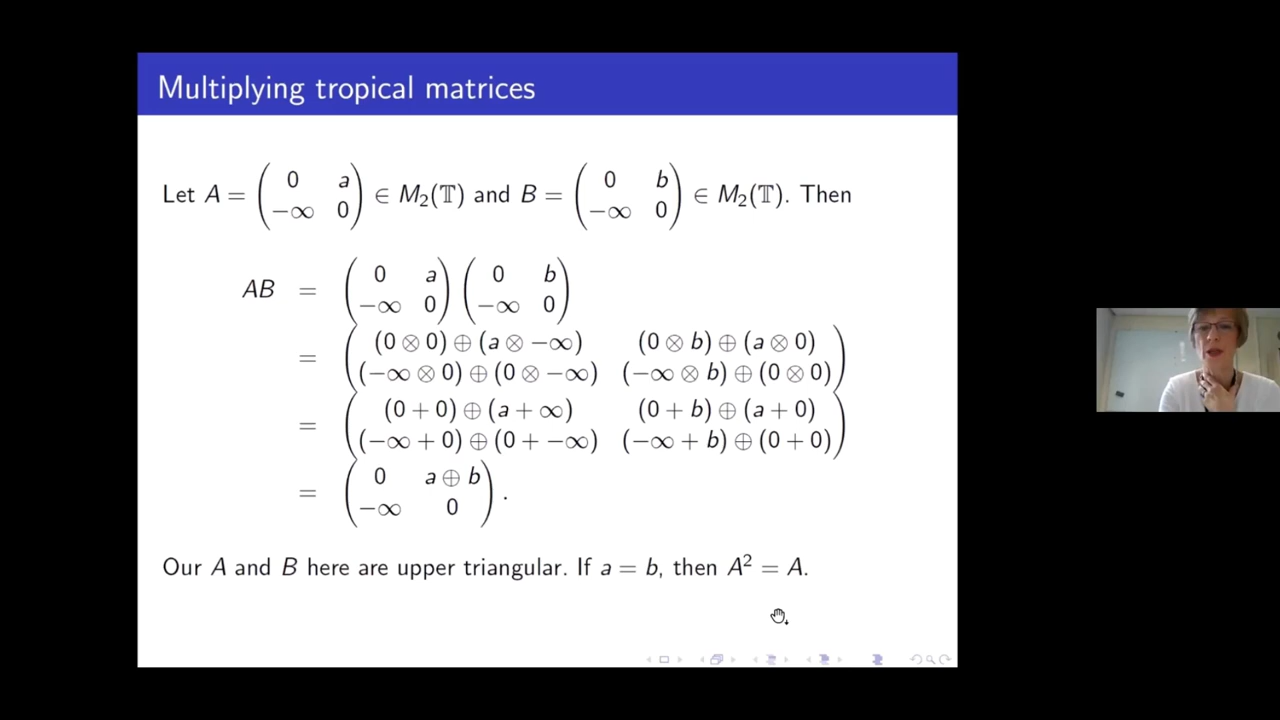 Multiplying tropical matrices
Let A = ( 0 a ; −∞ 0 ) ∈ M₂(𝕋) and B = ( 0 b ; −∞ 0 ) ∈ M₂(𝕋). Then
AB = ( 0 a ; −∞ 0 ) ( 0 b ; −∞ 0 )
= ( (0 ⊗ 0) ⊕ (a ⊗ −∞) (0 ⊗ b) ⊕ (a ⊗ 0) ; (−∞ ⊗ 0) ⊕ (0 ⊗ −∞) (−∞ ⊗ b) ⊕ (0 ⊗ 0) )
= ( (0 + 0) ⊕ (a + ∞) (0 + b) ⊕ (a + 0) ; (−∞ + 0) ⊕ (0 + −∞) (−∞ + b) ⊕ (0 + 0) )
= ( 0 a ⊕ b ; −∞ 0 ) .
Our A and B here are upper triangular. If a = b, then A² = A.